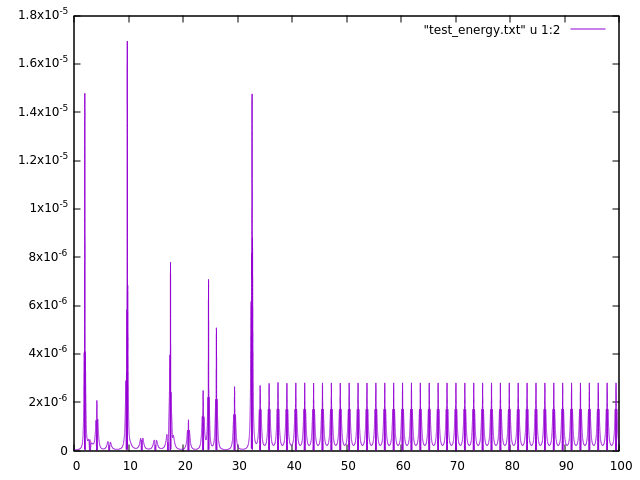 1.8x10⁻⁵
"test_energy.txt" u 1:2
1.6x10⁻⁵
1.4x10⁻⁵
1.2x10⁻⁵
1x10⁻⁵
8x10⁻⁶
6x10⁻⁶
4x10⁻⁶
2x10⁻⁶
0
0 10 20 30 40 50 60 70 80 90 100